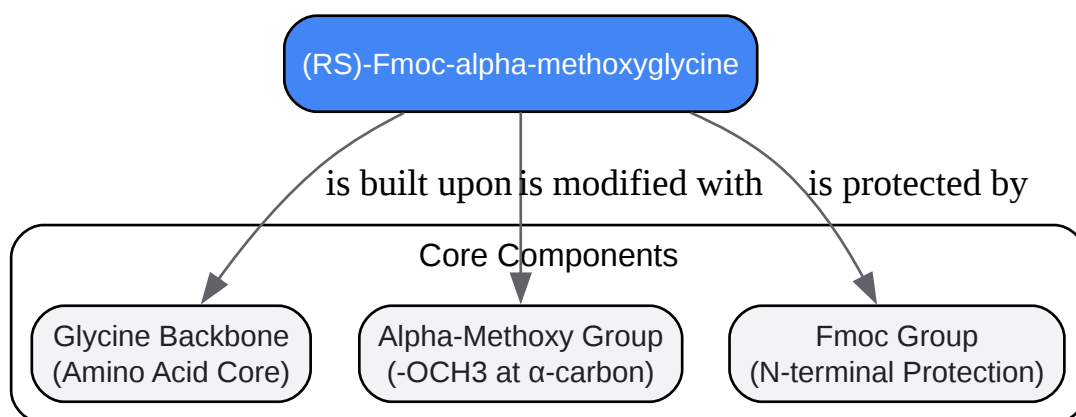 (RS)-Fmoc-alpha-methoxyglycine
is built upon
is modified with
is protected by
Core Components
Glycine Backbone
(Amino Acid Core)
Alpha-Methoxy Group
(-OCH3 at α-carbon)
Fmoc Group
(N-terminal Protection)